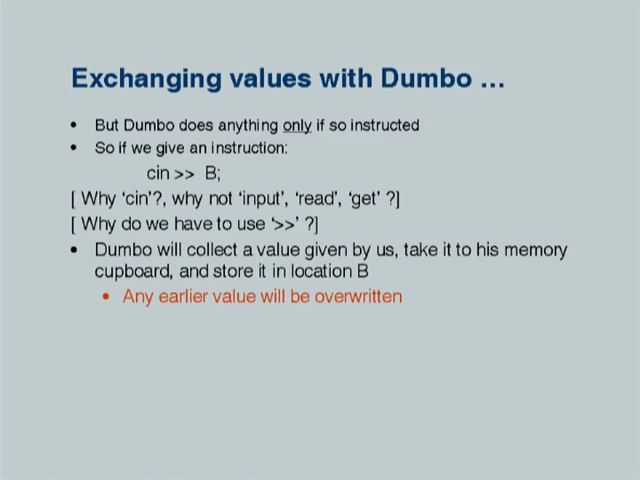 Exchanging values with Dumbo ...
• But Dumbo does anything only if so instructed
• So if we give an instruction:
cin >> B;
[ Why ‘cin’?, why not ‘input’, ‘read’, ‘get’ ?]
[ Why do we have to use ‘>>’ ?]
• Dumbo will collect a value given by us, take it to his memory
cupboard, and store it in location B
• Any earlier value will be overwritten